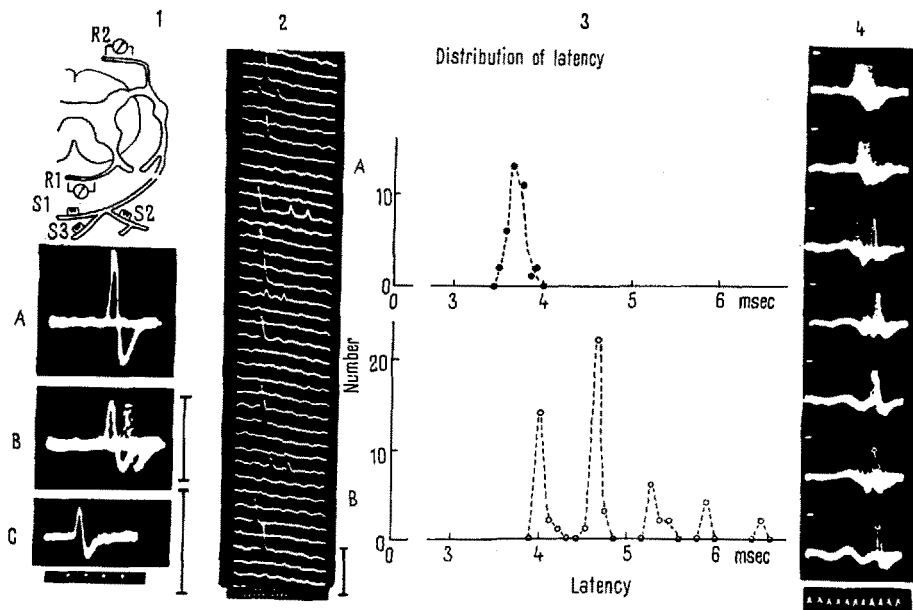 1
2
3
4
R2
R1
S1
S2
S3
A
B
C
Distribution of latency
A
10
0
0 3 4 5 6 msec
Number
20
10
B
0
0 3 4 5 6 msec
Latency